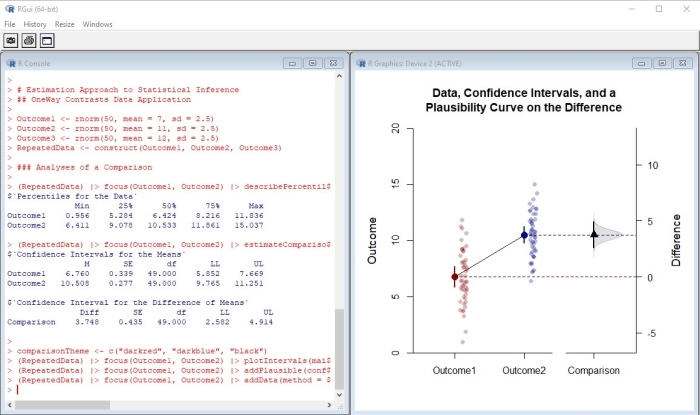 RGui (64-bit)
File History Resize Windows
R Console
>
> # Estimation Approach to Statistical Inference
> ## OneWay Contrasts Data Application
>
> Outcome1 <- rnorm(50, mean = 7, sd = 2.5)
> Outcome2 <- rnorm(50, mean = 11, sd = 2.5)
> Outcome3 <- rnorm(50, mean = 12, sd = 2.5)
> RepeatedData <- construct(Outcome1, Outcome2, Outcome3)
>
> ### Analyses of a Comparison
>
> (RepeatedData) |> focus(Outcome1, Outcome2) |> describePercentil$
$`Percentiles for the Data`
Min 25% 50% 75% Max
Outcome1 0.956 5.284 6.424 8.216 11.836
Outcome2 6.411 9.078 10.533 11.861 15.037
> (RepeatedData) |> focus(Outcome1, Outcome2) |> estimateCompariso$
$`Confidence Intervals for the Means`
M SE df LL UL
Outcome1 6.760 0.339 49.000 5.852 7.669
Outcome2 10.508 0.277 49.000 9.765 11.251
$`Confidence Interval for the Difference of Means`
Diff SE df LL UL
Comparison 3.748 0.435 49.000 2.582 4.914
>
> comparisonTheme <- c("darkred", "darkblue", "black")
> (RepeatedData) |> focus(Outcome1, Outcome2) |> plotIntervals(mai$
> (RepeatedData) |> focus(Outcome1, Outcome2) |> addPlausible(conf$
> (RepeatedData) |> focus(Outcome1, Outcome2) |> addData(method = $
>
R Graphics: Device 2 (ACTIVE)
Data, Confidence Intervals, and a
Plausibility Curve on the Difference
Outcome
20
15
10
5
0
Outcome1 Outcome2 Comparison
10
5
0
-5
Difference